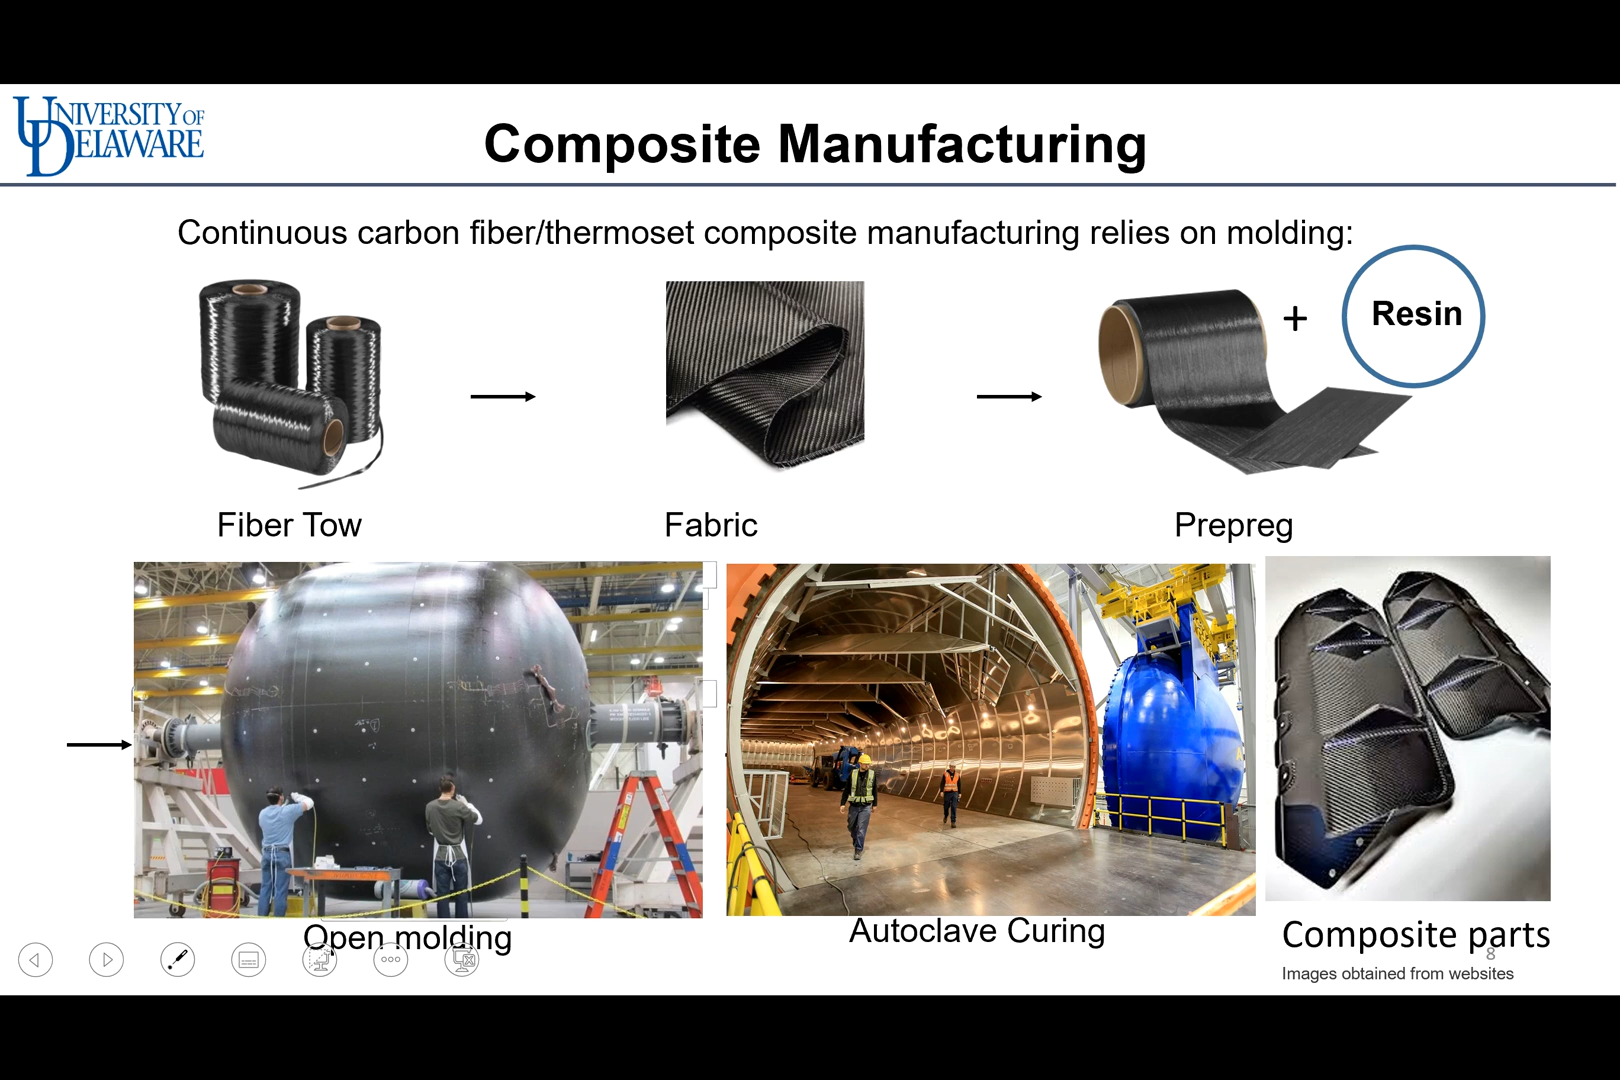 UNIVERSITY OF
DELAWARE
Composite Manufacturing
Continuous carbon fiber/thermoset composite manufacturing relies on molding:
+
Resin
Fiber Tow
Fabric
Prepreg
Open molding
Autoclave Curing
Composite parts
8
Images obtained from websites